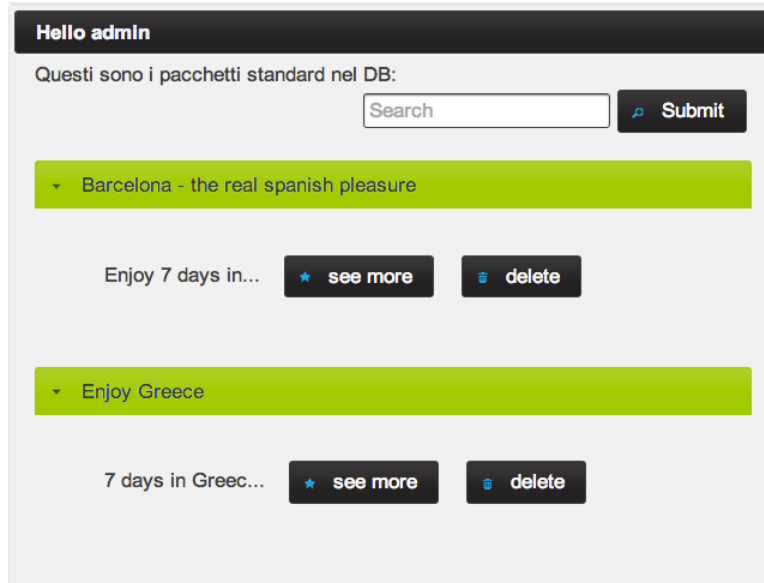 Hello admin
Questi sono i pacchetti standard nel DB:
Search Submit
Barcelona - the real spanish pleasure
Enjoy 7 days in... see more delete
Enjoy Greece
7 days in Greec... see more delete